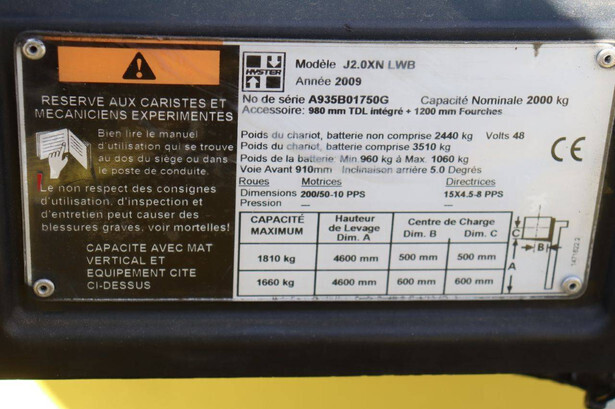 HYSTER
Modèle J2.0XN LWB
Année 2009
No de série A935B01750G Capacité Nominale 2000 kg
Accessoire: 980 mm TDL intégré + 1200 mm Fourches
RESERVE AUX CARISTES ET
MECANICIENS EXPERIMENTES
Bien lire le manuel
d'utilisation qui se trouve
au dos du siège ou dans
le poste de conduite.
Le non respect des consignes
d'utilisation, d'inspection et
d'entretien peut causer des
blessures graves, voir mortelles!
CAPACITE AVEC MAT
VERTICAL ET
EQUIPEMENT CITE
CI-DESSUS
Poids du chariot, batterie non comprise 2440 kg Volts 48
Poids du chariot, batterie comprise 3510 kg
Poids de la batterie: Min 960 kg à Max. 1060 kg
Voie Avant 910mm Inclinaison arrière 5.0 Degrés
CE
Roues Motrices Directrices
Dimensions 200/50-10 PPS 15X4.5-8 PPS
Pression — —
CAPACITÉ MAXIMUM Hauteur de Levage Dim. A Centre de Charge Dim. B Dim. C
1810 kg 4600 mm 500 mm 500 mm
1660 kg 4600 mm 600 mm 600 mm
C
B
A